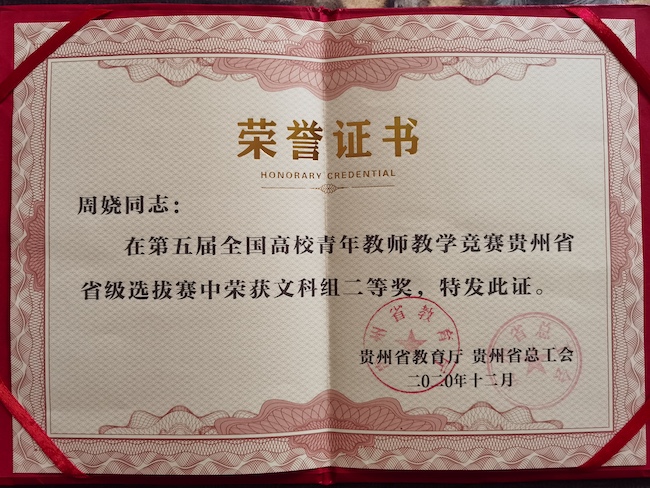 荣誉证书
HONORARY CREDENTIAL
周娆同志：
在第五届全国高校青年教师教学竞赛贵州省
省级选拔赛中荣获文科组二等奖，特发此证。
贵州省教育厅 贵州省总工会
二〇二〇年十二月